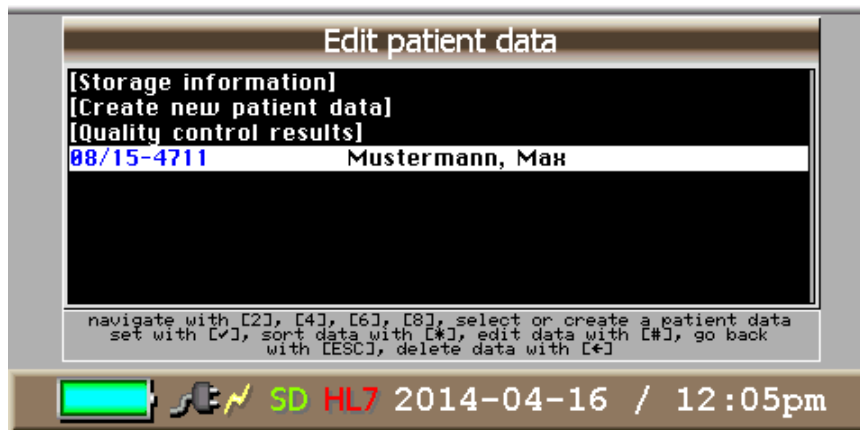 Edit patient data
[Storage information]
[Create new patient data]
[Quality control results]
08/15-4711 Mustermann, Max
navigate with [2], [4], [6], [8], select or create a patient data
set with [✔], sort data with [*], edit data with [#], go back
with [ESC], delete data with [←]
SD HL7 2014-04-16 / 12:05pm